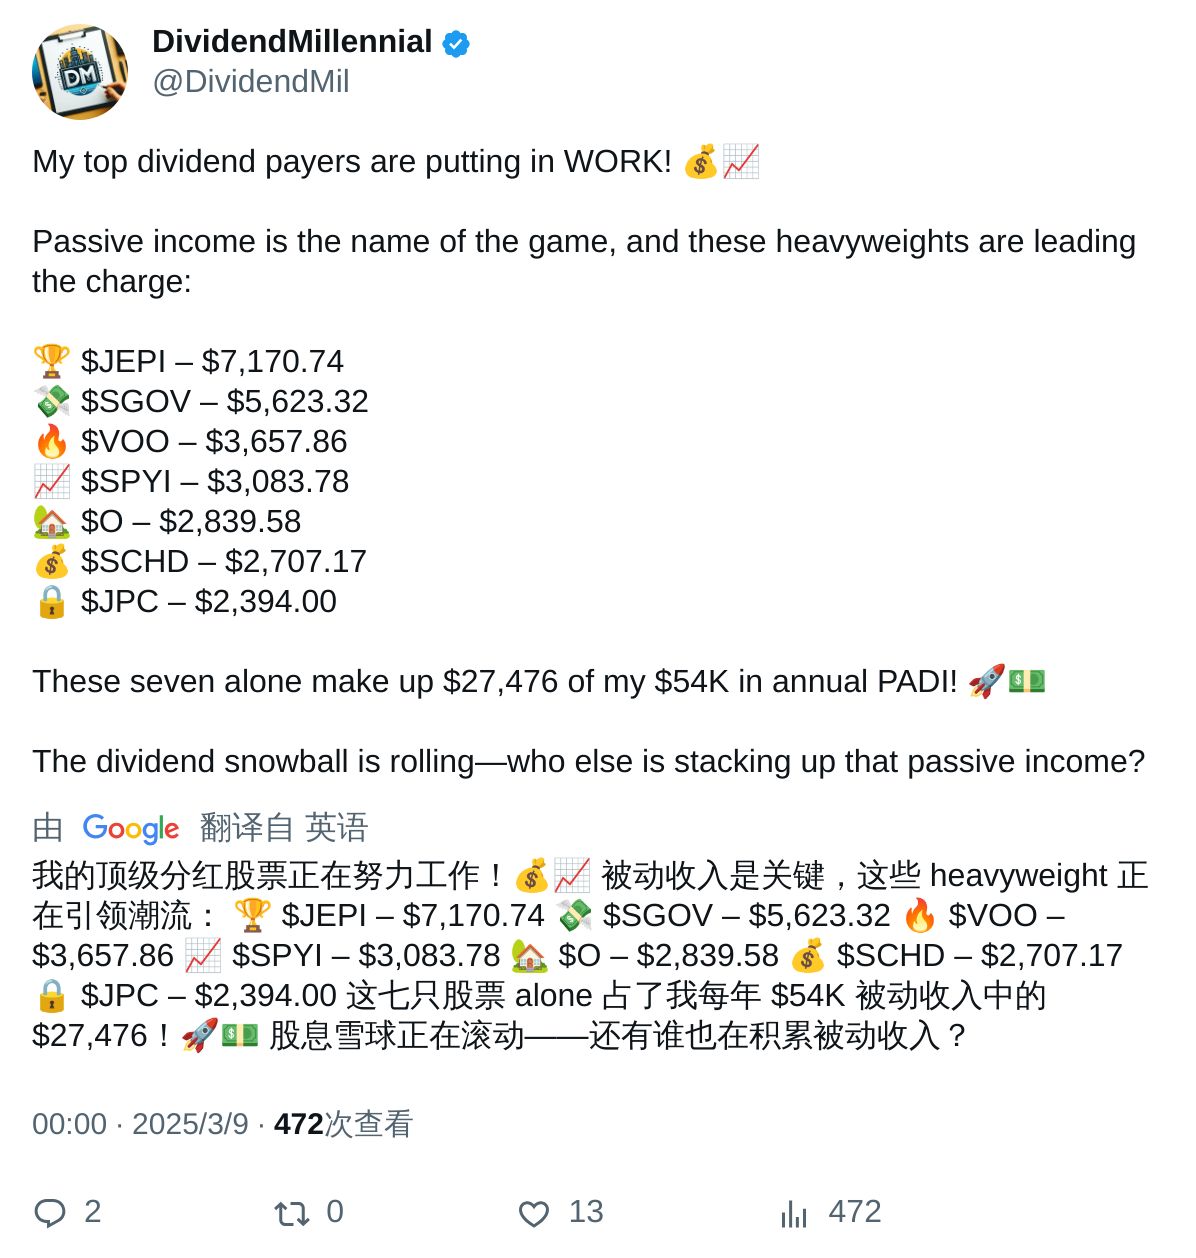 DM
DividendMillennial
@DividendMil
My top dividend payers are putting in WORK! 💰📈
Passive income is the name of the game, and these heavyweights are leading
the charge:
🏆 $JEPI – $7,170.74
💸 $SGOV – $5,623.32
🔥 $VOO – $3,657.86
📈 $SPYI – $3,083.78
🏡 $O – $2,839.58
💰 $SCHD – $2,707.17
🔒 $JPC – $2,394.00
These seven alone make up $27,476 of my $54K in annual PADI! 🚀💵
The dividend snowball is rolling—who else is stacking up that passive income?
由 Google 翻译自 英语
我的顶级分红股票正在努力工作！💰📈 被动收入是关键，这些 heavyweight 正
在引领潮流： 🏆 $JEPI – $7,170.74 💸 $SGOV – $5,623.32 🔥 $VOO –
$3,657.86 📈 $SPYI – $3,083.78 🏡 $O – $2,839.58 💰 $SCHD – $2,707.17
🔒 $JPC – $2,394.00 这七只股票 alone 占了我每年 $54K 被动收入中的
$27,476！🚀💵 股息雪球正在滚动——还有谁也在积累被动收入？
00:00 · 2025/3/9 · 472次查看
2 0 13 472